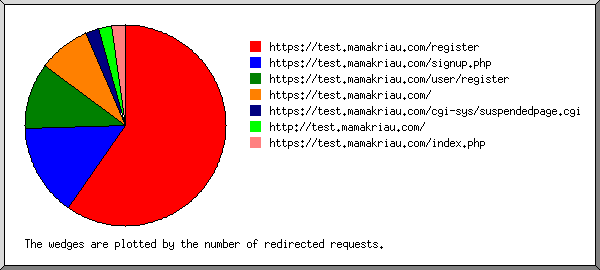 https://test.mamakriau.com/register
https://test.mamakriau.com/signup.php
https://test.mamakriau.com/user/register
https://test.mamakriau.com/
https://test.mamakriau.com/cgi-sys/suspendedpage.cgi
http://test.mamakriau.com/
https://test.mamakriau.com/index.php
The wedges are plotted by the number of redirected requests.